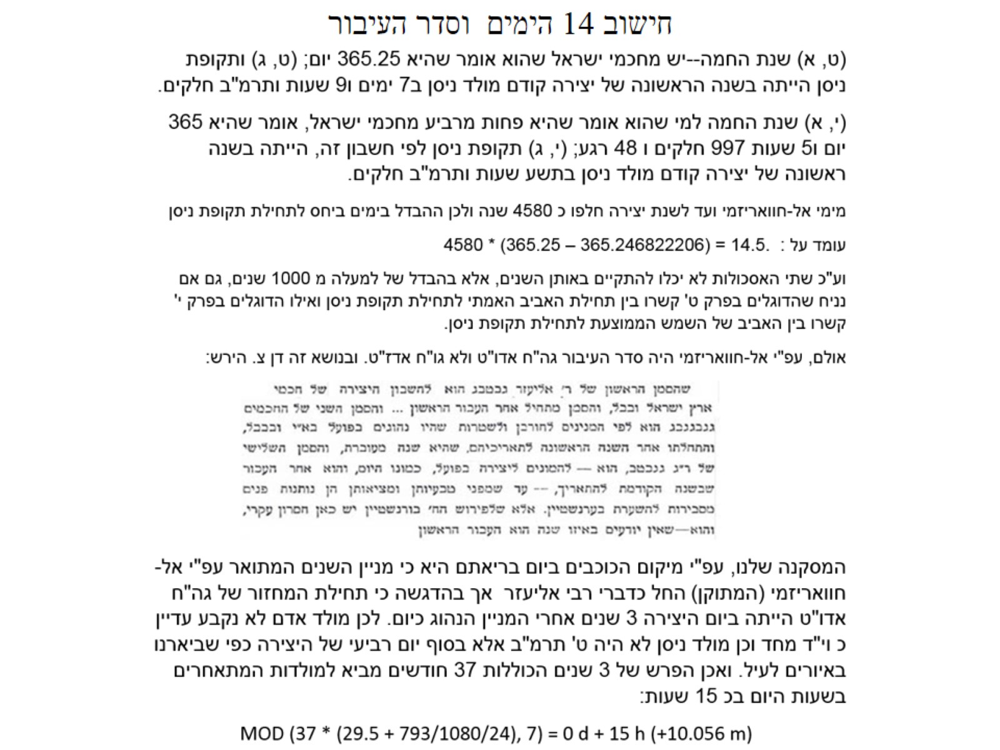 חישוב 14 הימים וסדר העיבור
(ט, א) שנת החמה--יש מחכמי ישראל שהוא אומר שהיא 365.25 יום; (ט, ג) ותקופת
ניסן הייתה בשנה הראשונה של יצירה קודם מולד ניסן ב7 ימים ו9 שעות ותרמ"ב חלקים.
(י, א) שנת החמה למי שהוא אומר שהיא פחות מרביע מחכמי ישראל, אומר שהיא 365
יום ו5 שעות 997 חלקים ו 48 רגע; (י, ג) תקופת ניסן לפי חשבון זה, הייתה בשנה
ראשונה של יצירה קודם מולד ניסן בתשע שעות ותרמ"ב חלקים.
מימי אל-חוואריזמי ועד לשנת יצירה חלפו כ 4580 שנה ולכן ההבדל בימים ביחס לתחילת תקופת ניסן
עומד על : 4580 * (365.25 – 365.246822206) = 14.5.
וע"כ שתי האסכולות לא יכלו להתקיים באותן השנים, אלא בהבדל של למעלה מ 1000 שנים, גם אם
נניח שהדוגלים בפרק ט' קשרו בין תחילת האביב האמתי לתחילת תקופת ניסן ואילו הדוגלים בפרק י'
קשרו בין האביב של השמש הממוצעת לתחילת תקופת ניסן.
אולם, עפ"י אל-חוואריזמי היה סדר העיבור גה"ח אדו"ט ולא גו"ח אדז"ט. ובנושא זה דן צ. הירש:
שהסמן הראשון של ר' אליעזר גבטבג הוא לחשבון היצירה של חכמי
ארץ ישראל ובבל, והסמן מתחיל אחר העבור הראשון ... והסמן השני של החכמים
גנבגנבג הוא לפי המנינים לחורבן ולשטרות שהיו נהוגים בפועל בא"י ובבבל,
והתחלתו אחר השנה הראשונה לתאריכיהם, שהיא שנה מעוברת, והסמן השלישי
של ר"ג גנבטב, הוא — להמונים ליצירה בפועל, כמונו היום, והוא אחר העבור
שבשנה הקודמת להתאריך, –– עד שמפני טבעיותן ומציאותן הן נותנות פנים
מסבירות להשערת בערנשטיין. אלא שלפירוש הח' בורנשטיין יש כאן חסרון עקרי,
והוא—שאין יודעים באיזו שנה הוא העבור הראשון
המסקנה שלנו, עפ"י מיקום הכוכבים ביום בריאתם היא כי מניין השנים המתואר עפ"י אל-
חוואריזמי (המתוקן) החל כדברי רבי אליעזר אך בהדגשה כי תחילת המחזור של גה"ח
אדו"ט הייתה ביום היצירה 3 שנים אחרי המניין הנהוג כיום. לכן מולד אדם לא נקבע עדיין
כ וי"ד מחד וכן מולד ניסן לא היה ט' תרמ"ב אלא בסוף יום רביעי של היצירה כפי שביארנו
באיורים לעיל. ואכן הפרש של 3 שנים הכוללות 37 חודשים מביא למולדות המתאחרים
בשעות היום בכ 15 שעות:
MOD (37 * (29.5 + 793/1080/24), 7) = 0 d + 15 h (+10.056 m)